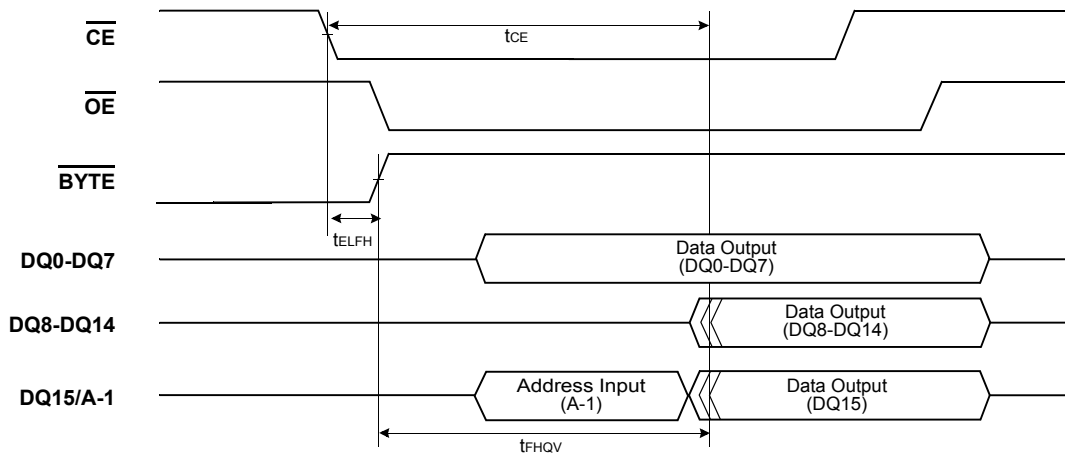 CE
tCE
OE
BYTE
tELFH
DQ0-DQ7
Data Output
(DQ0-DQ7)
DQ8-DQ14
Data Output
(DQ8-DQ14)
DQ15/A-1
Address Input
(A-1)
Data Output
(DQ15)
tFHQV